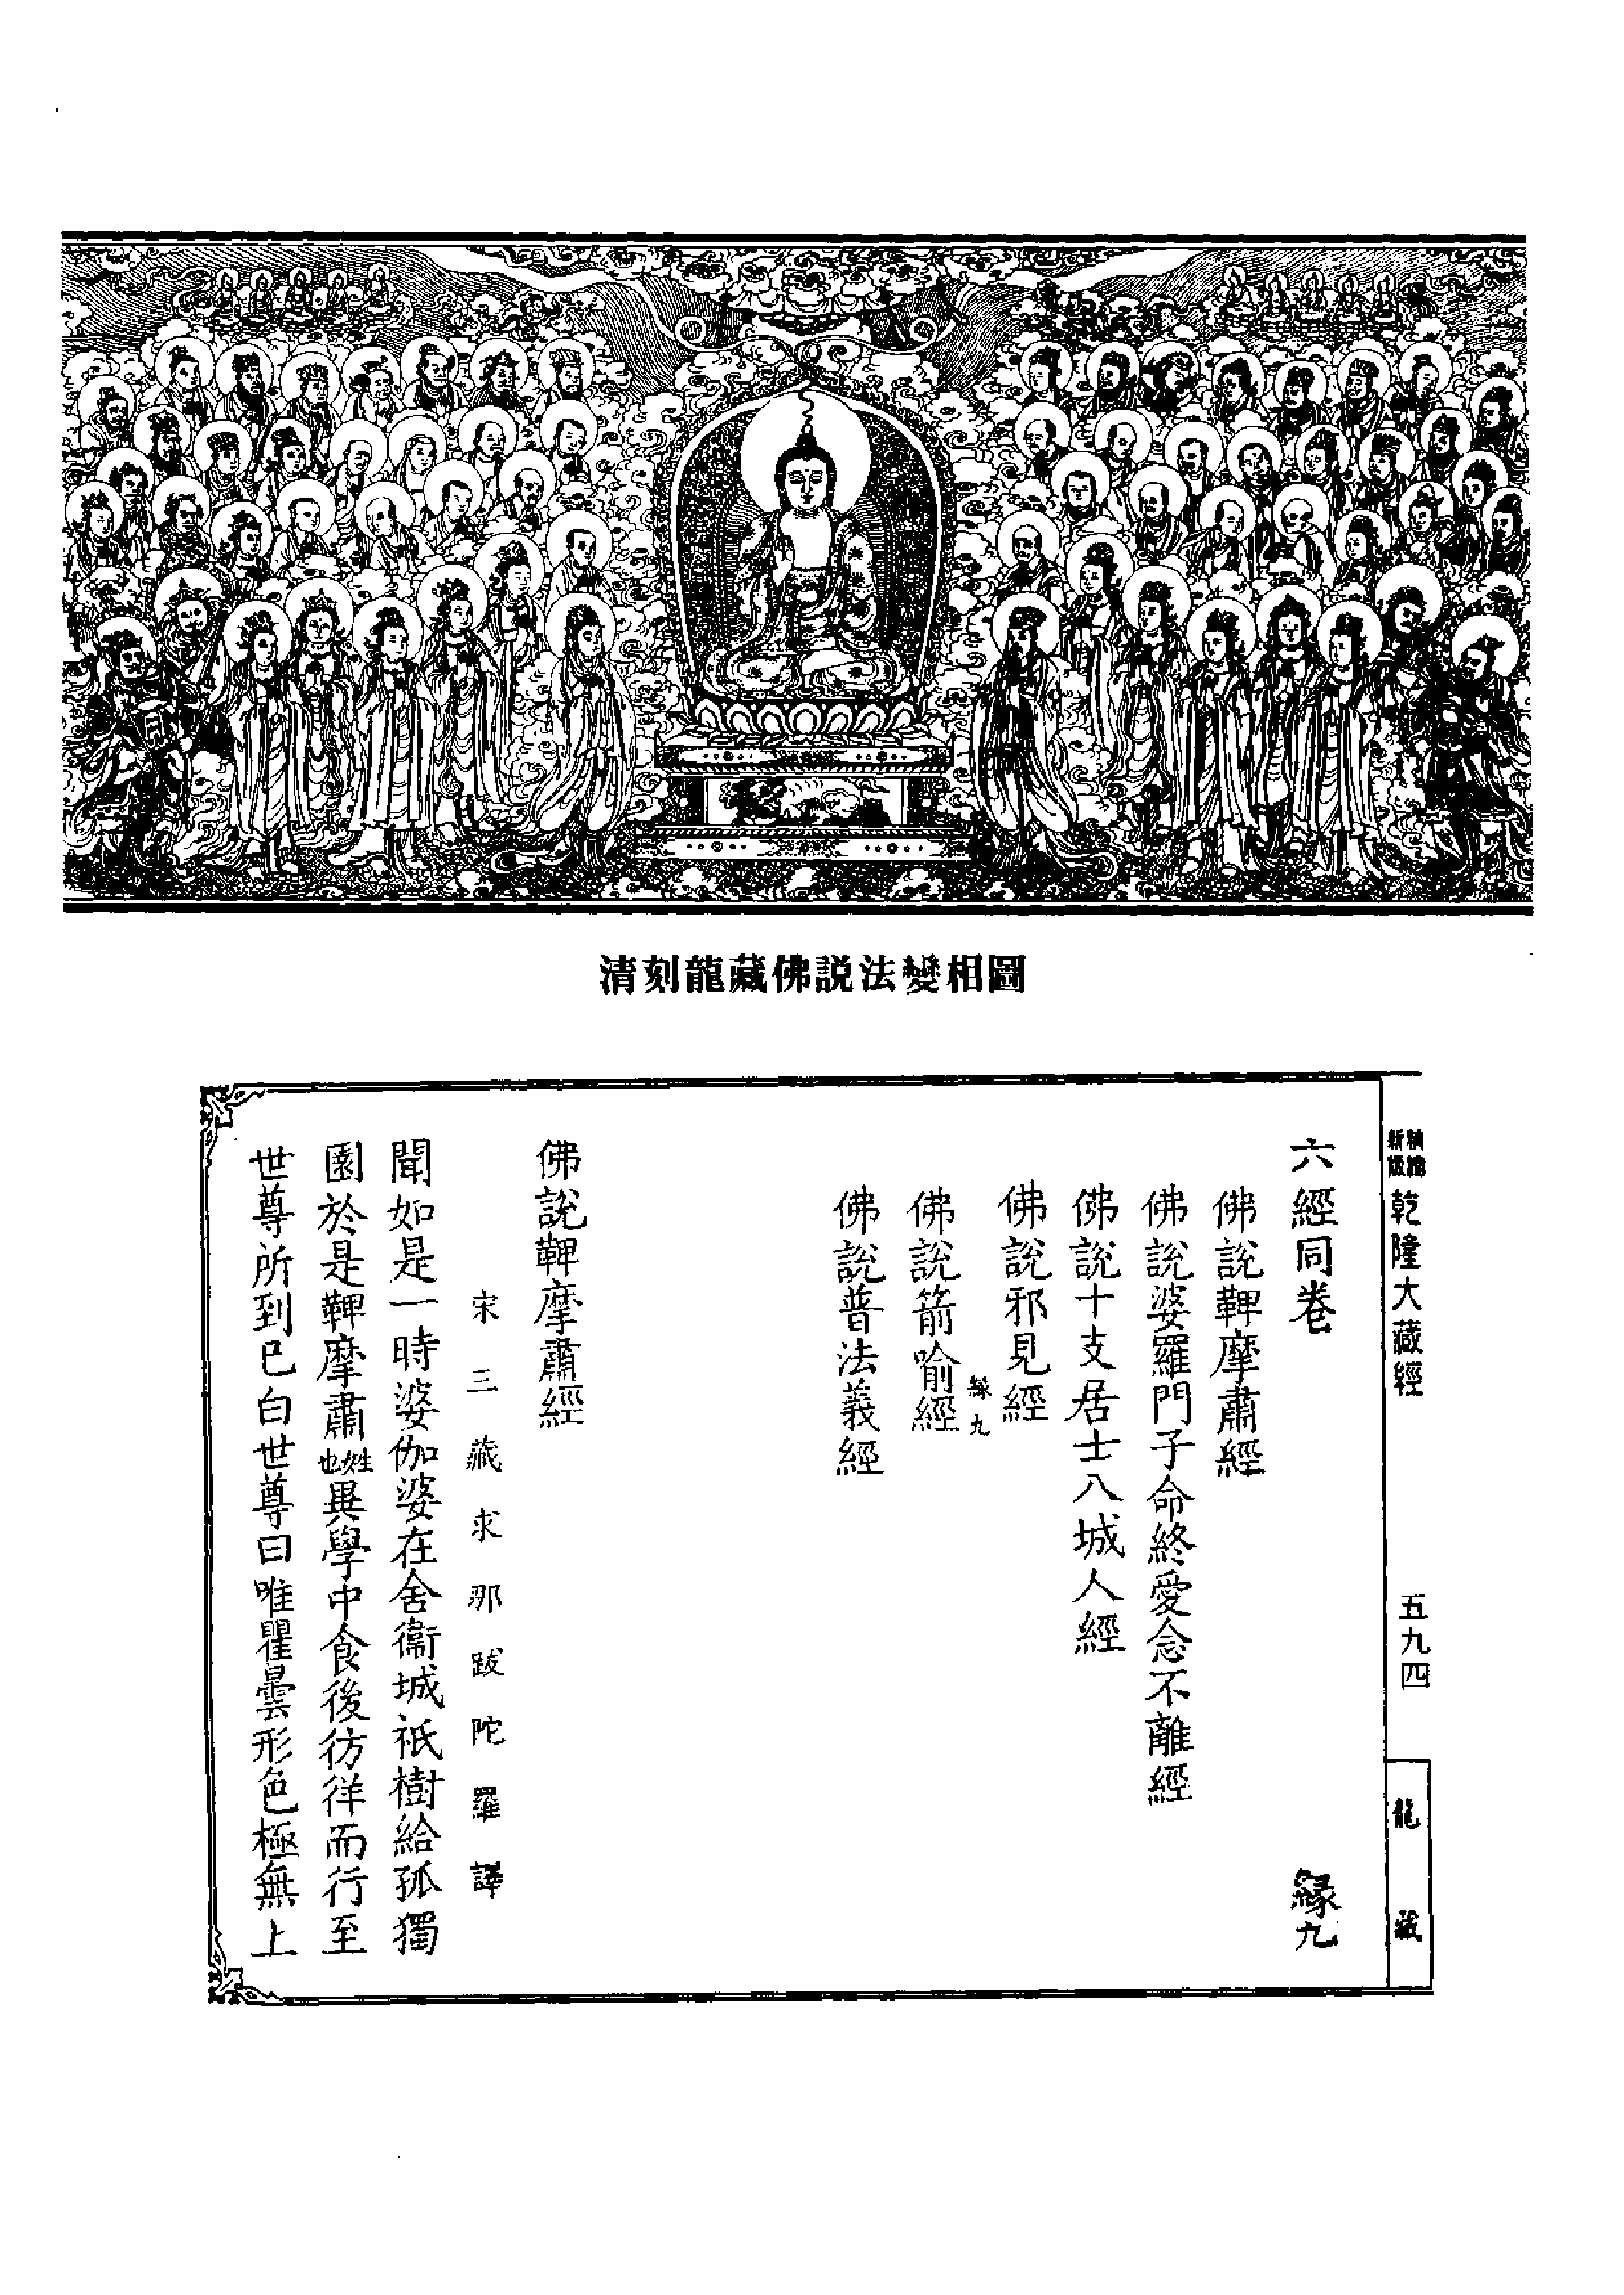 清刻龍藏佛説法變相圖
新版
乾隆大藏經
五九四
龍藏
六經同卷
緣九
佛說鞞摩肅經
佛說婆羅門子命終愛念不離經
佛說十支居士八城人經
佛說邪見經
緣九
佛說箭喻經
佛說普法義經
佛說鞞摩肅經
宋三藏求那跋陀羅譯
聞如是一時婆伽婆在舍衞城祇樹給孤獨
園於是鞞摩肅姓也異學中食後彷徉而行至
世尊所到已白世尊曰唯瞿曇形色極無上